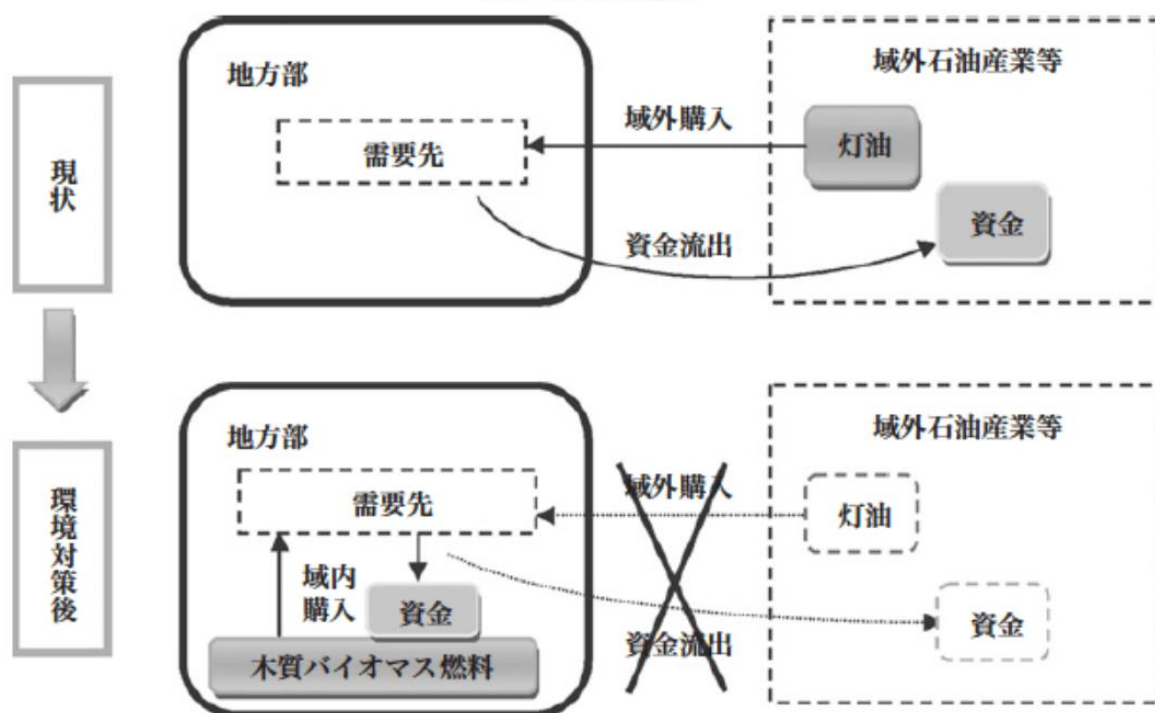 現状
地方部
需要先
域外購入
資金流出
域外石油産業等
灯油
資金
環境対策後
地方部
需要先
域内
購入
資金
木質バイオマス燃料
域外購入
資金流出
域外石油産業等
灯油
資金